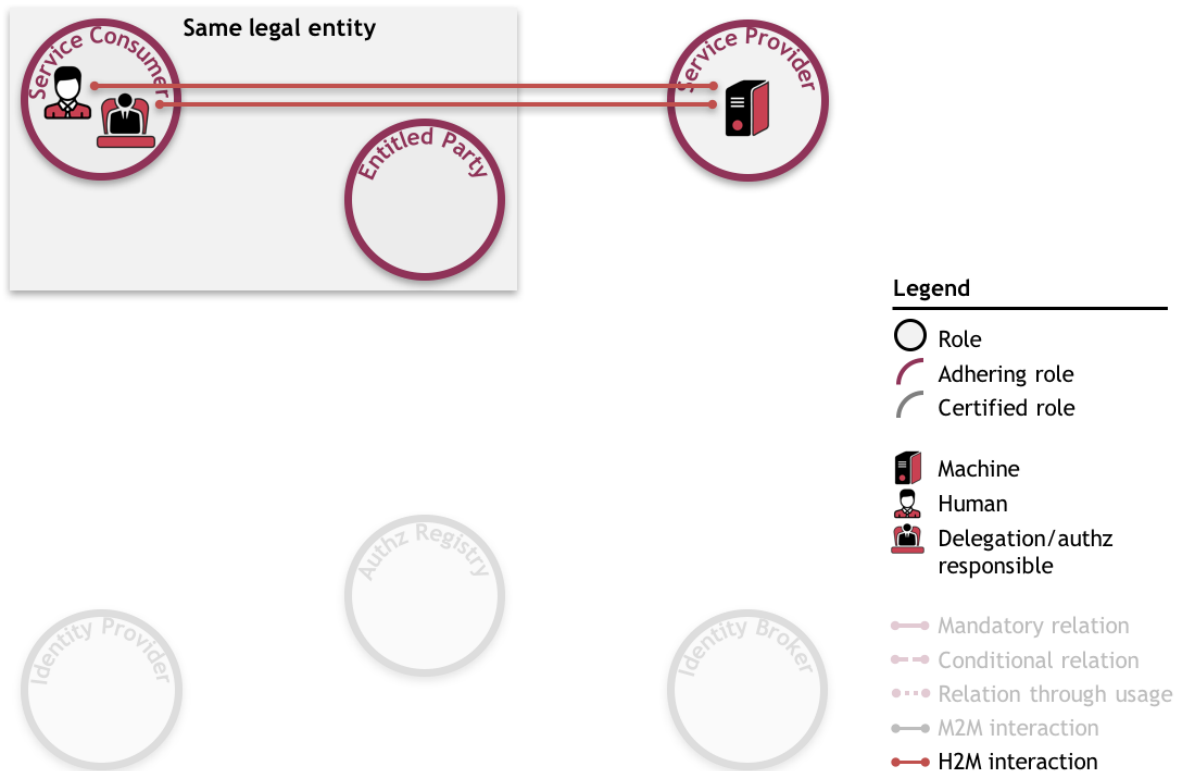 Same legal entity
Service Consumer
Service Provider
Entitled Party
Legend
Role
Adhering role
Certified role
Machine
Human
Delegation/authz
responsible
Authz Registry
Identity Provider
Identity Broker
Mandatory relation
Conditional relation
Relation through usage
M2M interaction
H2M interaction